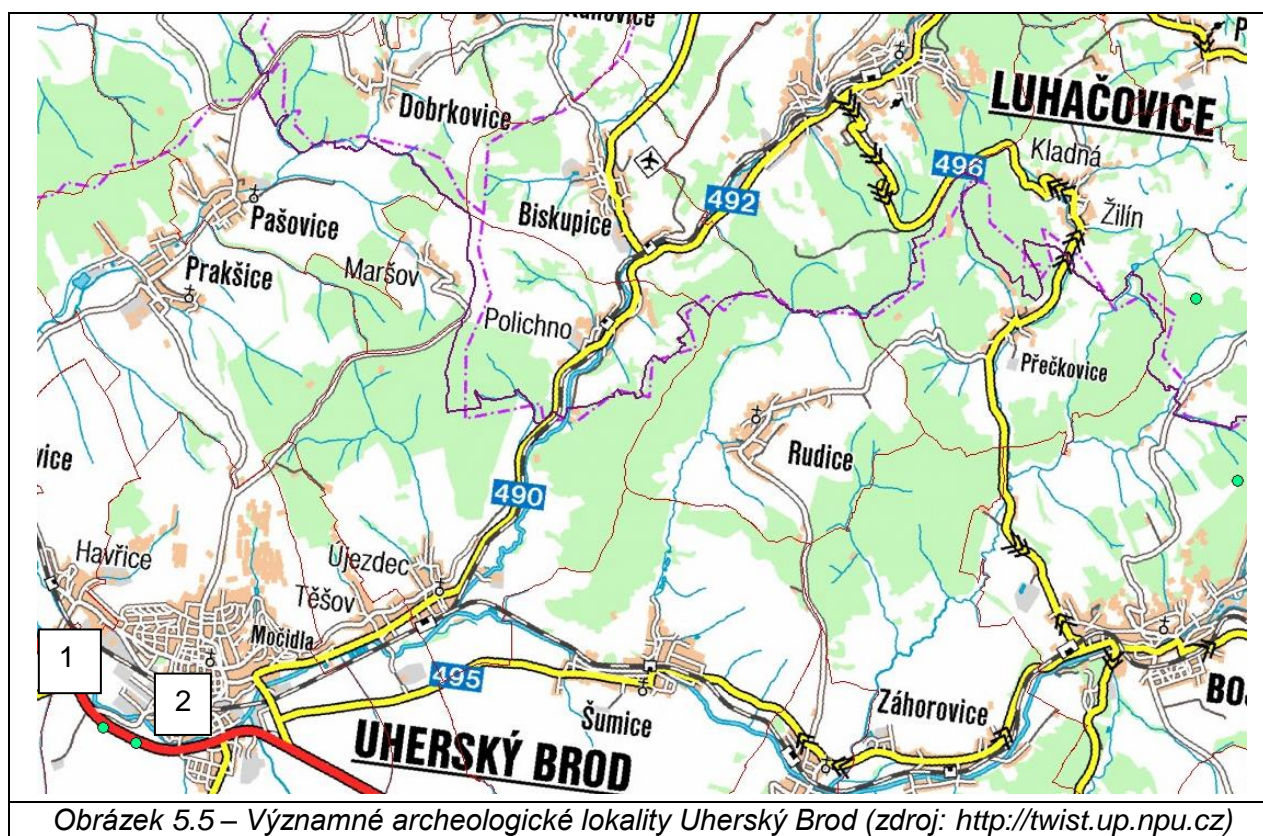 Dobrkovice
LUHAČOVICE
Kladná
496
Pašovice
Biskupice
492
Žilín
Prakšice
Maršov
Polichno
Přečkovice
Rudice
vice
490
Havřice
Újezdec
Těšov
Močidla
1
2
495
Šumice
Záhorovice
BOJ
UHERSKÝ BROD
Obrázek 5.5 – Významné archeologické lokality Uherský Brod (zdroj: http://twist.up.npu.cz)